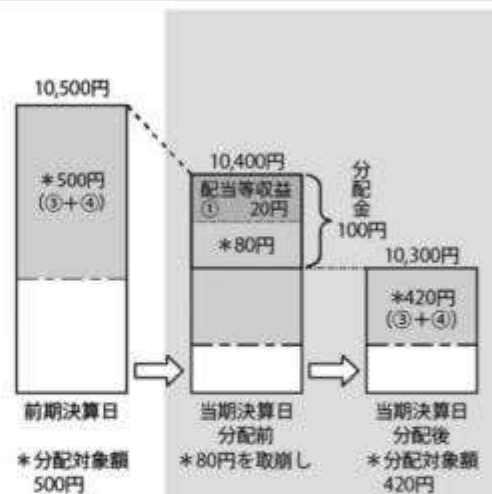 10,500円
*500円
(③+④)
前期決算日
*分配対象額
500円
10,400円
配当等収益
① 20円
*80円
分配金
100円
当期決算日
分配前
*80円を取崩し
10,300円
*420円
(③+④)
当期決算日
分配後
*分配対象額
420円